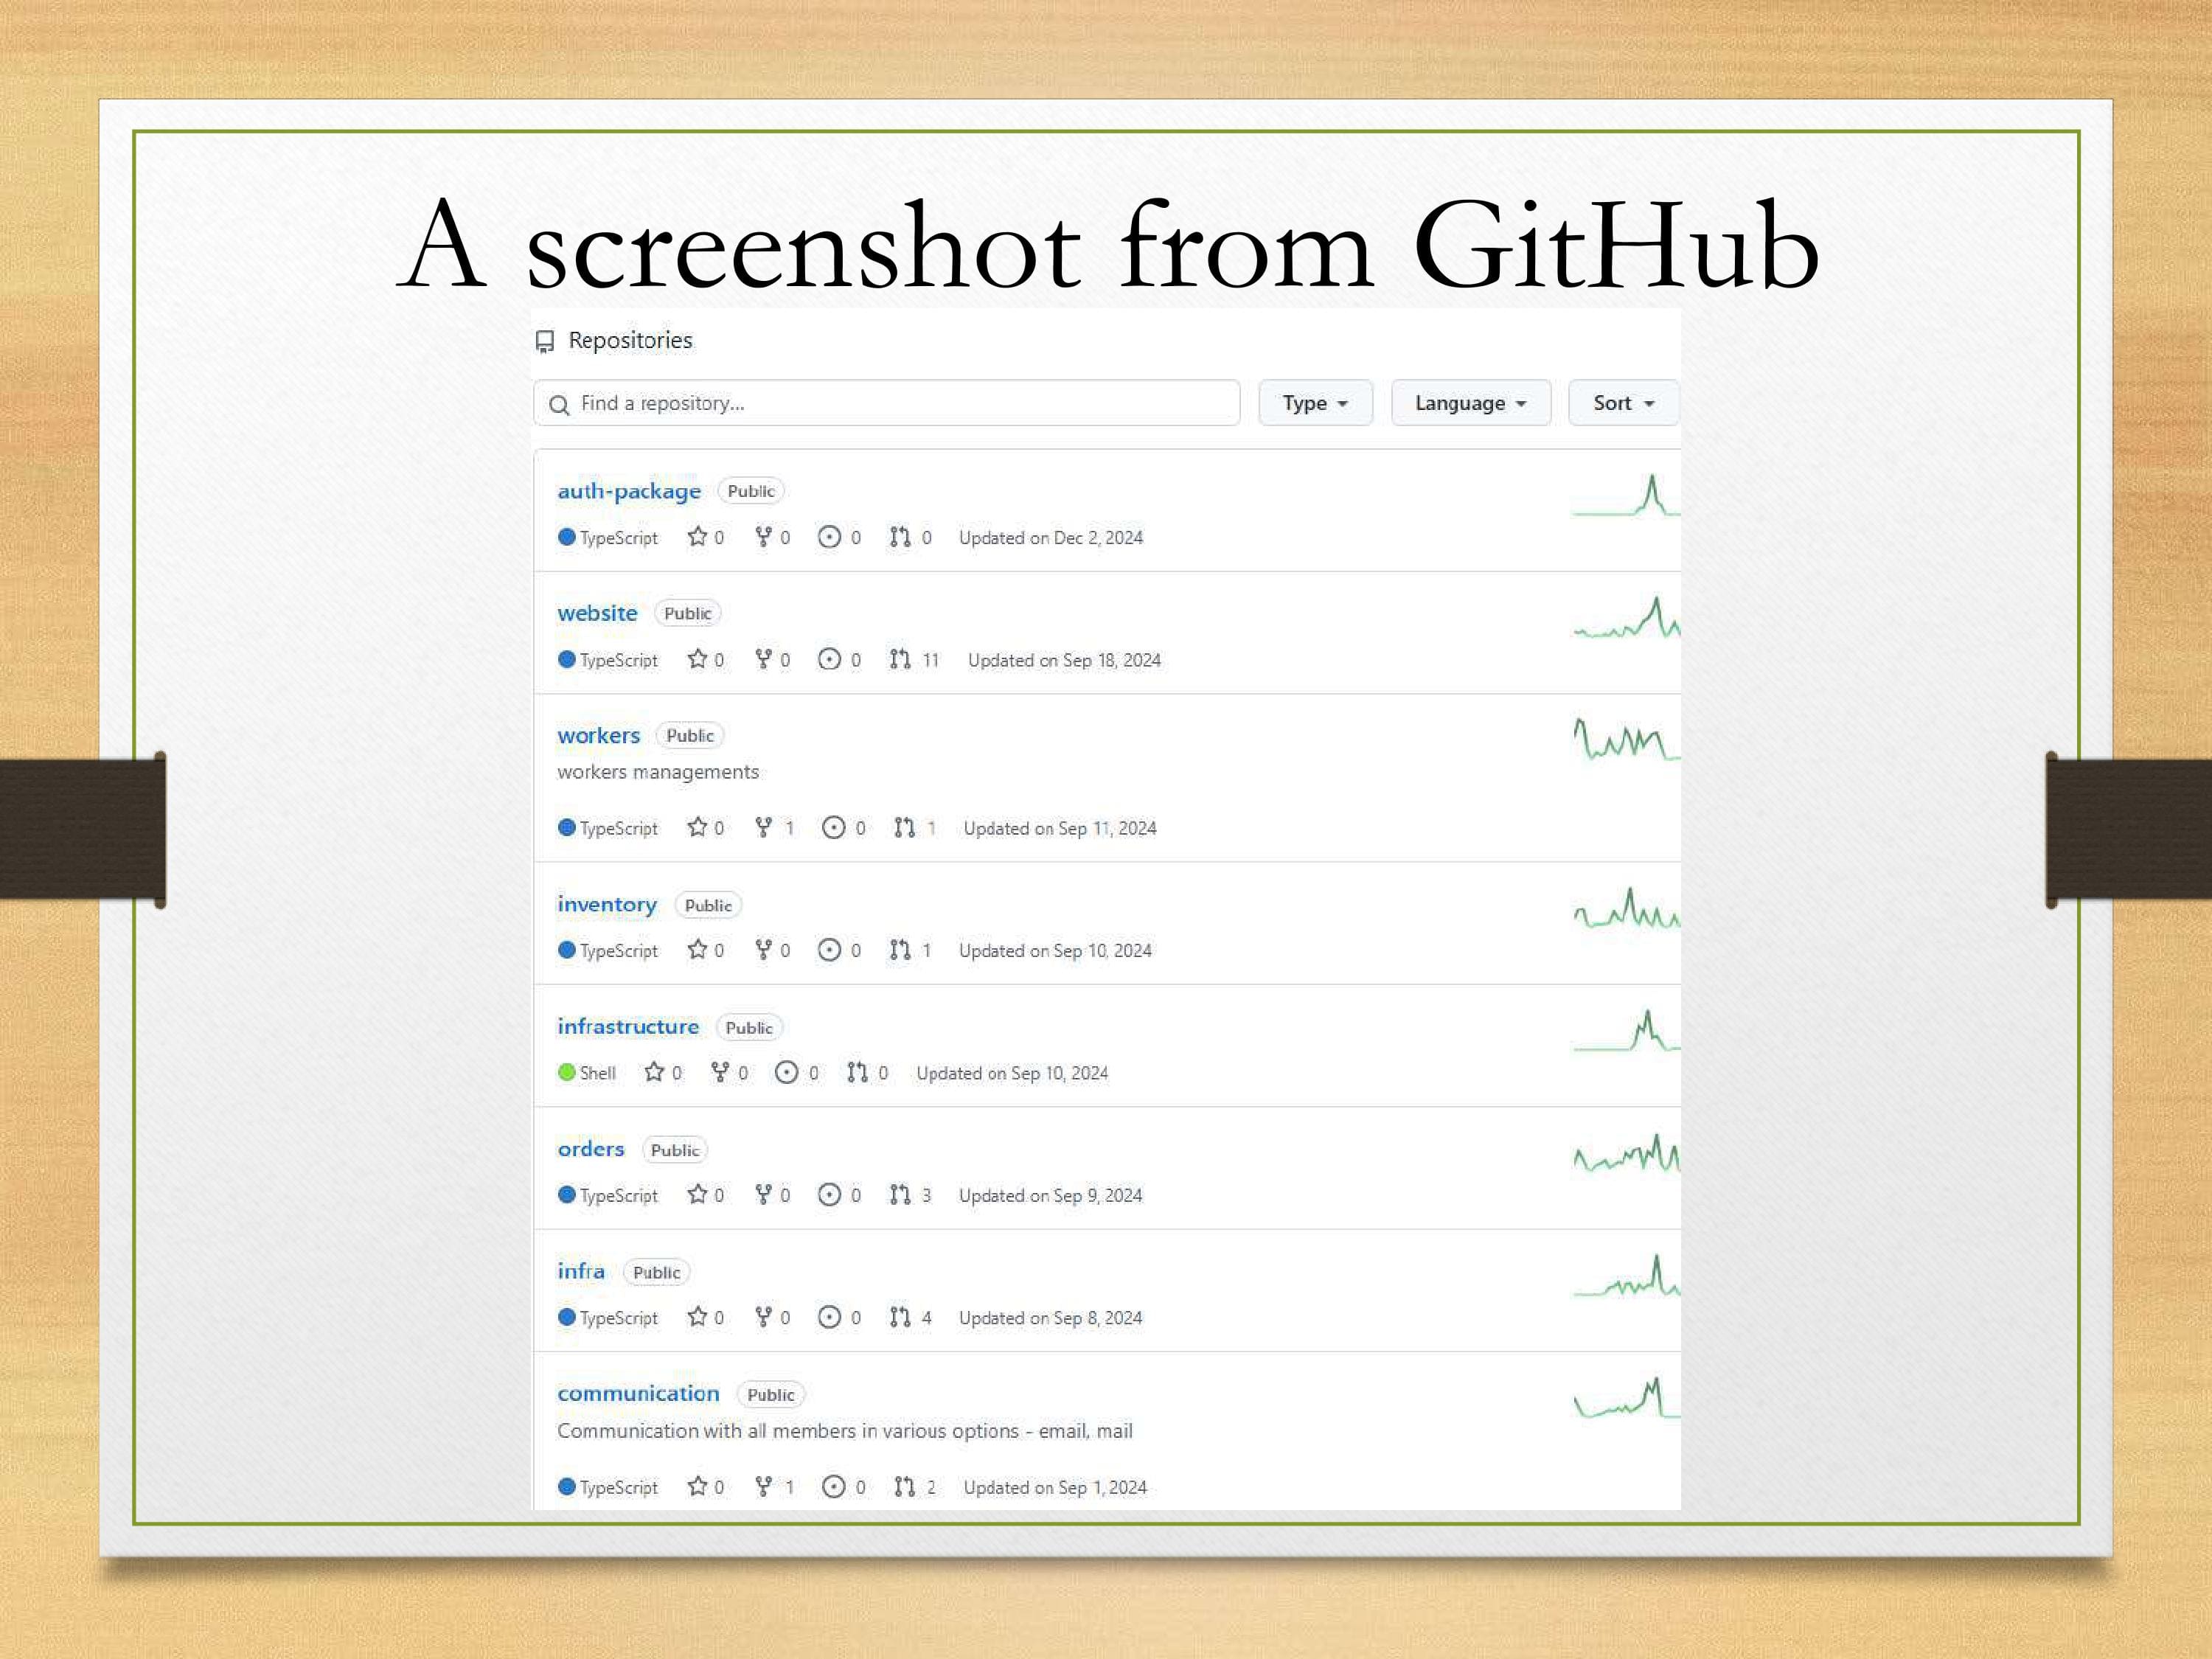 A screenshot from GitHub
Repositories
Find a repository... Type Language Sort
auth-package Public
TypeScript 0 0 0 0 Updated on Dec 2, 2024
website Public
TypeScript 0 0 0 11 Updated on Sep 18, 2024
workers Public
workers managements
TypeScript 0 1 0 1 Updated on Sep 11, 2024
inventory Public
TypeScript 0 0 0 1 Updated on Sep 10, 2024
infrastructure Public
Shell 0 0 0 0 Updated on Sep 10, 2024
orders Public
TypeScript 0 0 0 3 Updated on Sep 9, 2024
infra Public
TypeScript 0 0 0 4 Updated on Sep 8, 2024
communication Public
Communication with all members in various options - email, mail
TypeScript 0 1 0 2 Updated on Sep 1, 2024